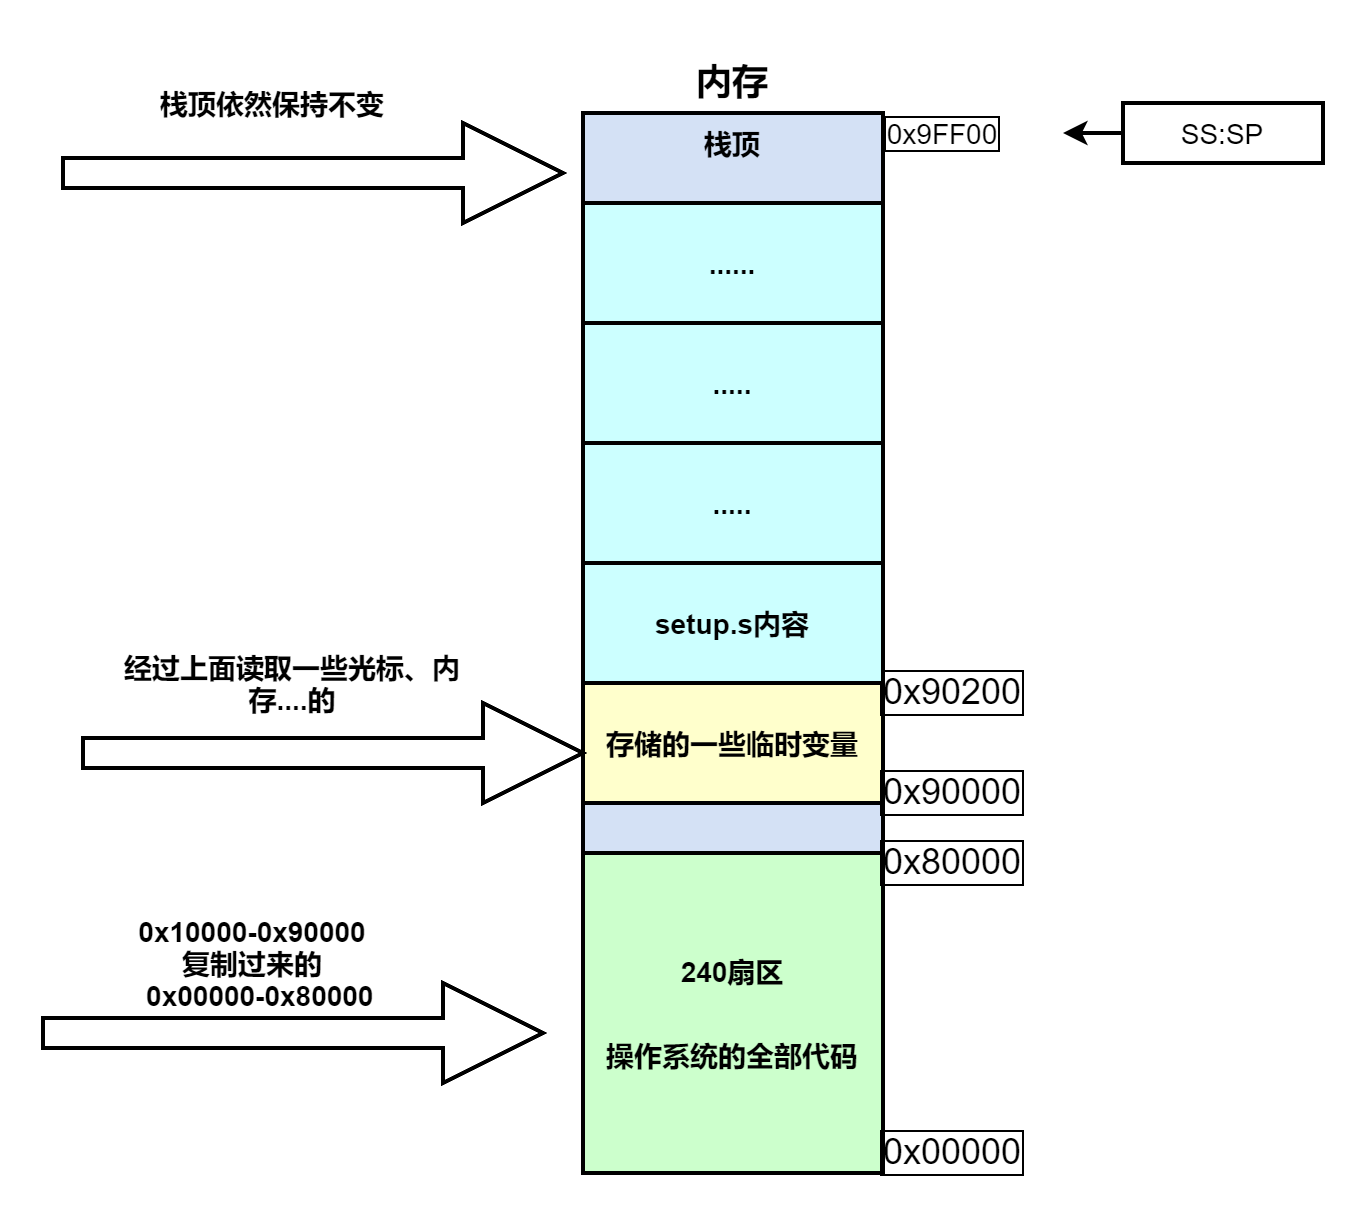 内存
栈顶依然保持不变
栈顶
0x9FF00
SS:SP
......
.....
.....
setup.s内容
经过上面读取一些光标、内
存....的
0x90200
存储的一些临时变量
0x90000
0x80000
0x10000-0x90000
复制过来的
0x00000-0x80000
240扇区
操作系统的全部代码
0x00000